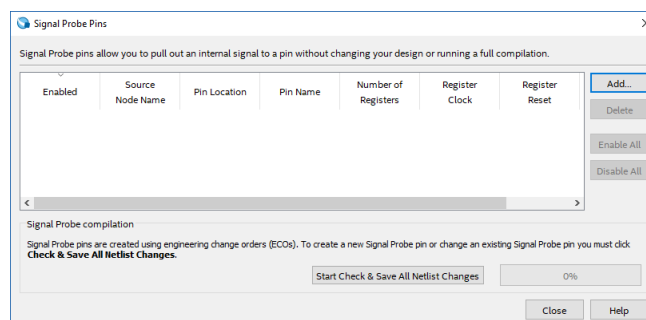 Signal Probe Pins
Signal Probe pins allow you to pull out an internal signal to a pin without changing your design or running a full compilation.
Enabled Source Node Name Pin Location Pin Name Number of Registers Register Clock Register Reset
Add...
Delete
Enable All
Disable All
Signal Probe compilation
Signal Probe pins are created using engineering change orders (ECOs). To create a new Signal Probe pin or change an existing Signal Probe pin you must click
Check & Save All Netlist Changes.
Start Check & Save All Netlist Changes 0%
Close Help